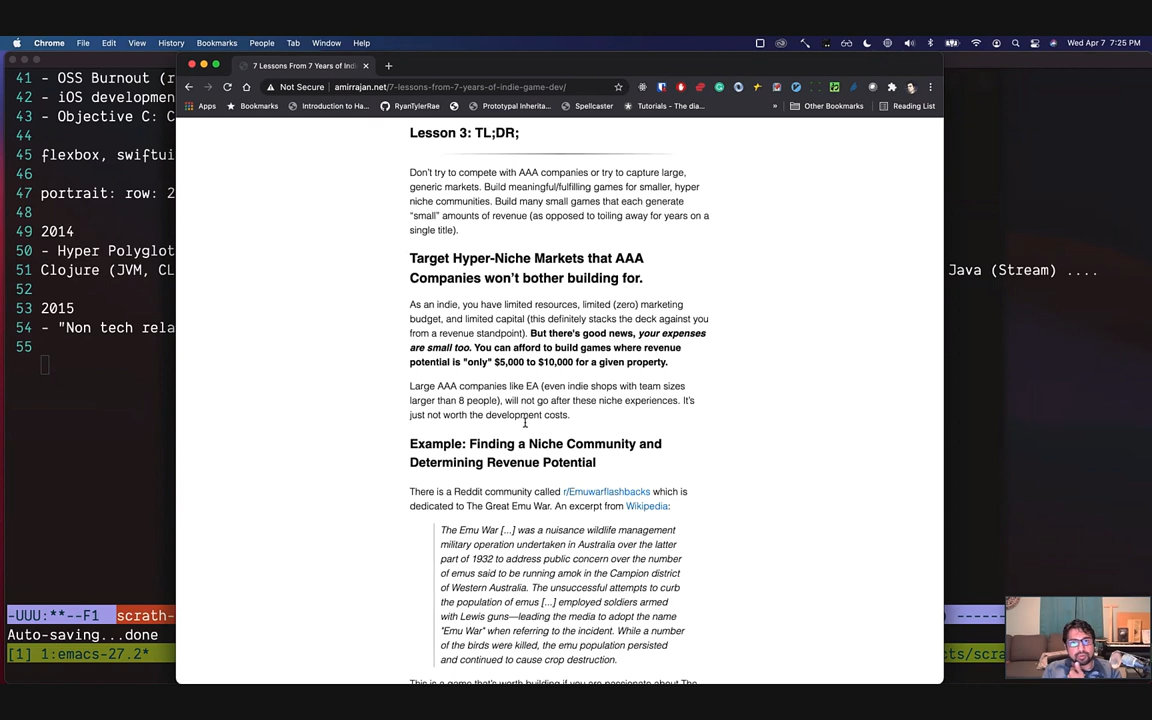 Chrome File Edit View History Bookmarks People Tab Window Help
Wed Apr 7 7:25 PM
7 Lessons From 7 Years of Indi
Not Secure | amirrajan.net/7-lessons-from-7-years-of-indie-game-dev/
Apps Bookmarks Introduction to Ha... RyanTylerRae Prototypal Inherita... Spellcaster Tutorials - The dia... » Other Bookmarks Reading List
41 - OSS Burnout (r
42 - iOS developmen
43 - Objective C: C
44
45 flexbox, swiftui
46
47 portrait: row: 2
48
49 2014
50 - Hyper Polyglot
51 Clojure (JVM, CL
Java (Stream) ....
52
53 2015
54 - "Non tech rela
55
Lesson 3: TL;DR;
Don't try to compete with AAA companies or try to capture large,
generic markets. Build meaningful/fulfilling games for smaller, hyper
niche communities. Build many small games that each generate
"small" amounts of revenue (as opposed to toiling away for years on a
single title).
Target Hyper-Niche Markets that AAA
Companies won't bother building for.
As an indie, you have limited resources, limited (zero) marketing
budget, and limited capital (this definitely stacks the deck against you
from a revenue standpoint). But there's good news, your expenses
are small too. You can afford to build games where revenue
potential is "only" $5,000 to $10,000 for a given property.
Large AAA companies like EA (even indie shops with team sizes
larger than 8 people), will not go after these niche experiences. It's
just not worth the development costs.
Example: Finding a Niche Community and
Determining Revenue Potential
There is a Reddit community called r/Emuwarflashbacks which is
dedicated to The Great Emu War. An excerpt from Wikipedia:
The Emu War [...] was a nuisance wildlife management
military operation undertaken in Australia over the latter
part of 1932 to address public concern over the number
of emus said to be running amok in the Campion district
of Western Australia. The unsuccessful attempts to curb
the population of emus [...] employed soldiers armed
with Lewis guns—leading the media to adopt the name
"Emu War" when referring to the incident. While a number
of the birds were killed, the emu population persisted
and continued to cause crop destruction.
This is a game that's worth building if you are passionate about The
-UUU:**--F1 scrath-
Auto-saving...done
[1] 1:emacs-27.2*
cts/scra